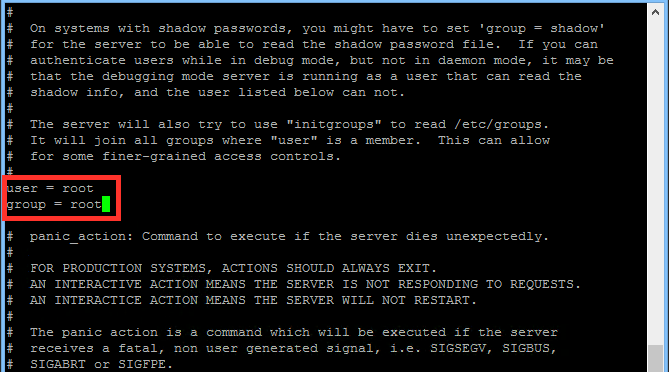 #
#  On systems with shadow passwords, you might have to set 'group = shadow'
#  for the server to be able to read the shadow password file.  If you can
#  authenticate users while in debug mode, but not in daemon mode, it may be
#  that the debugging mode server is running as a user that can read the
#  shadow info, and the user listed below can not.
#
#  The server will also try to use "initgroups" to read /etc/groups.
#  It will join all groups where "user" is a member.  This can allow
#  for some finer-grained access controls.
#
user = root
group = root
#  panic_action: Command to execute if the server dies unexpectedly.
#
#  FOR PRODUCTION SYSTEMS, ACTIONS SHOULD ALWAYS EXIT.
#  AN INTERACTIVE ACTION MEANS THE SERVER IS NOT RESPONDING TO REQUESTS.
#  AN INTERACTICE ACTION MEANS THE SERVER WILL NOT RESTART.
#
#  The panic action is a command which will be executed if the server
#  receives a fatal, non user generated signal, i.e. SIGSEGV, SIGBUS,
#  SIGABRT or SIGFPE.